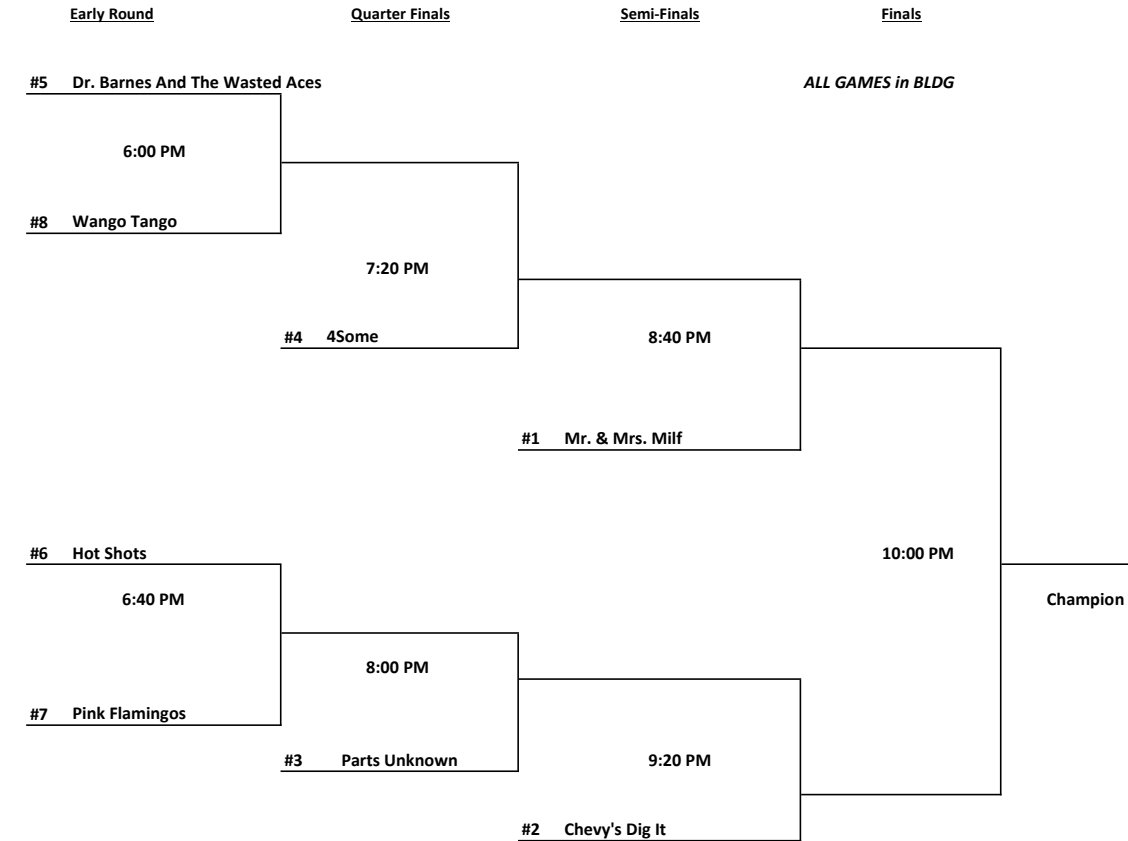 Early Round Quarter Finals Semi-Finals Finals
#5 Dr. Barnes And The Wasted Aces ALL GAMES in BLDG
6:00 PM
#8 Wango Tango
7:20 PM
#4 4Some 8:40 PM
#1 Mr. & Mrs. Milf
#6 Hot Shots 10:00 PM
6:40 PM Champion
8:00 PM
#7 Pink Flamingos
#3 Parts Unknown 9:20 PM
#2 Chevy's Dig It